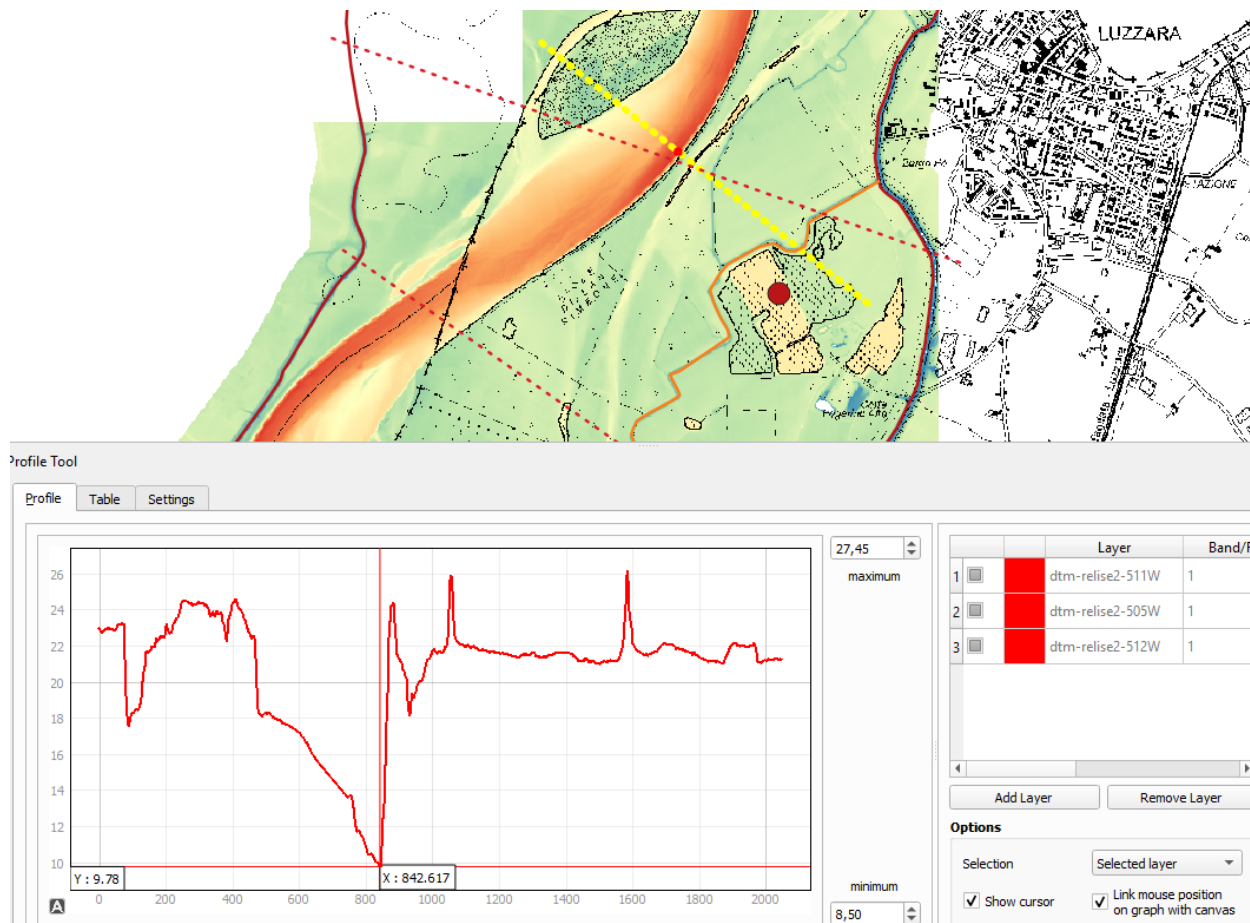 LUZZARA
STAZIONE
Profile Tool
Profile
Table
Settings
27,45
maximum
Layer
Band/F
1
dtm-relise2-511W
1
2
dtm-relise2-505W
1
3
dtm-relise2-512W
1
26
24
22
20
18
16
14
12
10
Y : 9.78
X : 842.617
0
200
400
600
800
1000
1200
1400
1600
1800
2000
A
minimum
8,50
Add Layer
Remove Layer
Options
Selection
Selected layer
Show cursor
Link mouse position
on graph with canvas